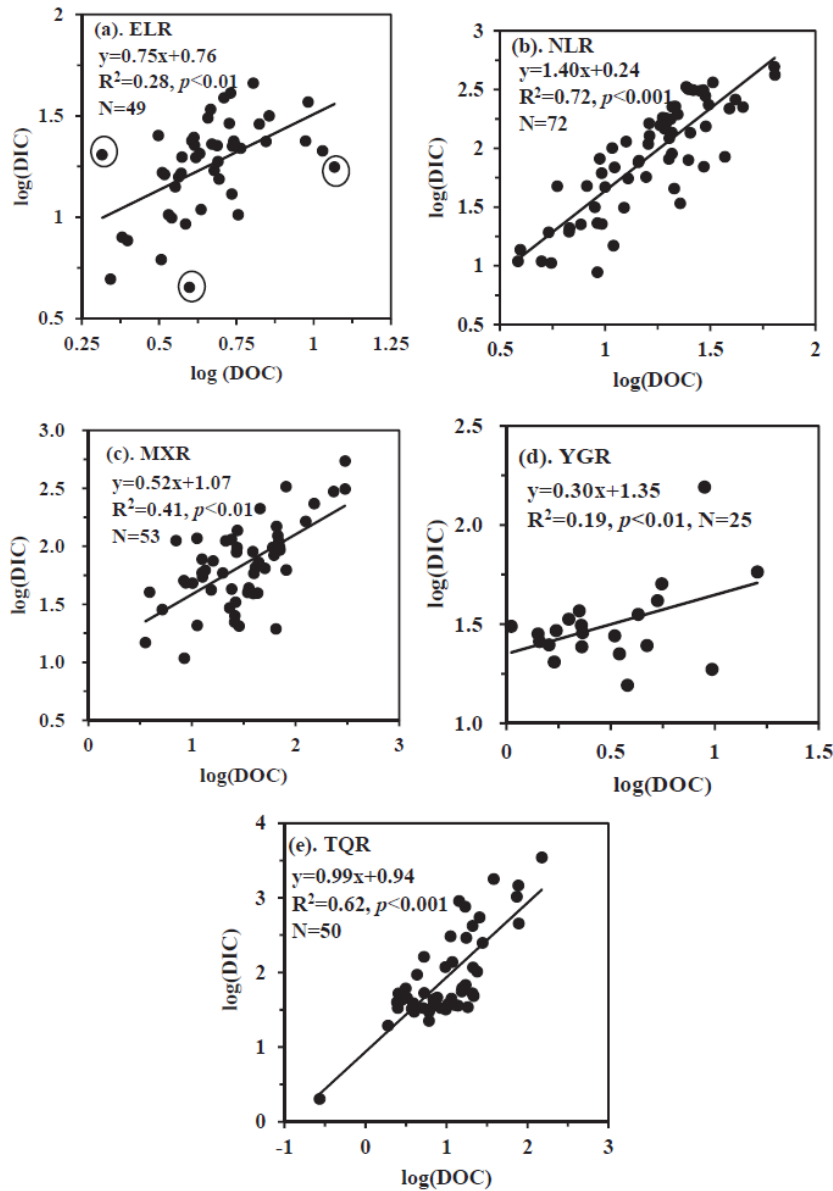 (a). ELR
y=0.75x+0.76
R²=0.28, p<0.01
N=49
2
1.5
1
0.5
0.25
0.5
0.75
1
1.25
log(DIC)
log (DOC)
(b). NLR
y=1.40x+0.24
R²=0.72, p<0.001
N=72
3
2.5
2
1.5
1
0.5
0.5
1
1.5
2
log(DIC)
log(DOC)
(c). MXR
y=0.52x+1.07
R²=0.41, p<0.01
N=53
3.0
2.5
2.0
1.5
1.0
0.5
0
1
2
3
log(DIC)
log(DOC)
(d). YGR
y=0.30x+1.35
R²=0.19, p<0.01, N=25
2.5
2.0
1.5
1.0
0
0.5
1
1.5
log(DIC)
log(DOC)
(e). TQR
y=0.99x+0.94
R²=0.62, p<0.001
N=50
4
3
2
1
0
-1
0
1
2
3
log(DIC)
log(DOC)